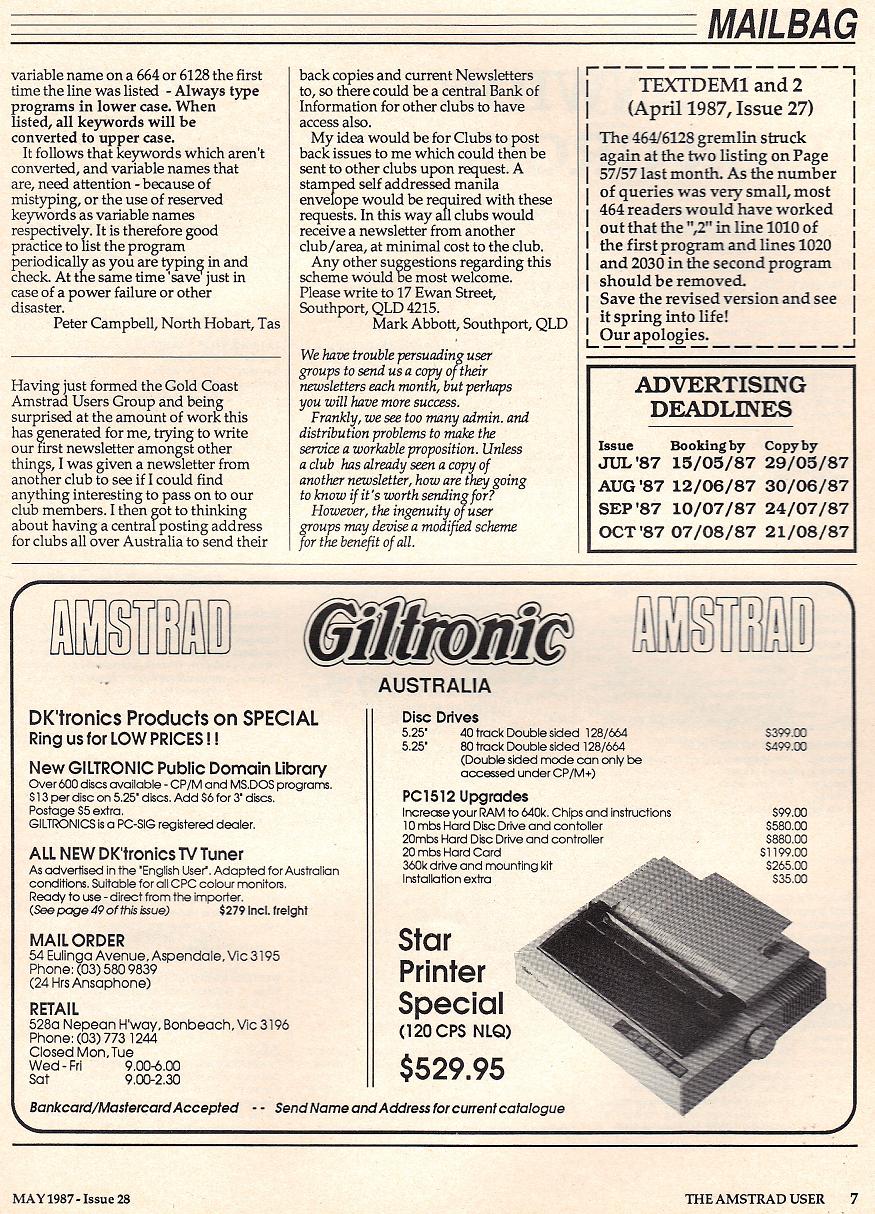 MAILBAG
variable name on a 664 or 6128 the first
time the line was listed - Always type
programs in lower case. When
listed, all keywords will be
converted to upper case.
It follows that keywords which aren't
converted, and variable names that
are, need attention - because of
mistyping, or the use of reserved
keywords as variable names
respectively. It is therefore good
practice to list the program
periodically as you are typing in and
check. At the same time 'save' just in
case of a power failure or other
disaster.
Peter Campbell, North Hobart, Tas
Having just formed the Gold Coast
Amstrad Users Group and being
surprised at the amount of work this
has generated for me, trying to write
our first newsletter amongst other
things, I was given a newsletter from
another club to see if I could find
anything interesting to pass on to our
club members. I then got to thinking
about having a central posting address
for clubs all over Australia to send their
back copies and current Newsletters
to, so there could be a central Bank of
Information for other clubs to have
access also.
My idea would be for Clubs to post
back issues to me which could then be
sent to other clubs upon request. A
stamped self addressed manila
envelope would be required with these
requests. In this way all clubs would
receive a newsletter from another
club/area, at minimal cost to the club.
Any other suggestions regarding this
scheme would be most welcome.
Please write to 17 Ewan Street,
Southport, QLD 4215.
Mark Abbott, Southport, QLD
We have trouble persuading user
groups to send us a copy of their
newsletters each month, but perhaps
you will have more success.
Frankly, we see too many admin. and
distribution problems to make the
service a workable proposition. Unless
a club has already seen a copy of
another newsletter, how are they going
to know if it's worth sending for?
However, the ingenuity of user
groups may devise a modified scheme
for the benefit of all.
TEXTDEM1 and 2
(April 1987, Issue 27)
The 464/6128 gremlin struck
again at the two listing on Page
57/57 last month. As the number
of queries was very small, most
464 readers would have worked
out that the ",2" in line 1010 of
the first program and lines 1020
and 2030 in the second program
should be removed.
Save the revised version and see
it spring into life!
Our apologies.
ADVERTISING
DEADLINES
Issue Booking by Copy by
JUL '87 15/05/87 29/05/87
AUG '87 12/06/87 30/06/87
SEP '87 10/07/87 24/07/87
OCT '87 07/08/87 21/08/87
AMSTRAD Giltronic AMSTRAD
AUSTRALIA
DK'tronics Products on SPECIAL
Ring us for LOW PRICES ! !
New GILTRONIC Public Domain Library
Over 600 discs available - CP/M and MS.DOS programs.
$13 per disc on 5.25" discs. Add $6 for 3" discs.
Postage $5 extra.
GILTRONICS is a PC-SIG registered dealer.
ALL NEW DK'tronics TV Tuner
As advertised in the "English User". Adapted for Australian
conditions. Suitable for all CPC colour monitors.
Ready to use - direct from the importer.
(See page 49 of this issue) $279 Incl. freight
MAIL ORDER
54 Eulinga Avenue, Aspendale, Vic 3195
Phone: (03) 580 9839
(24 Hrs Ansaphone)
RETAIL
528a Nepean H'way, Bonbeach, Vic 3196
Phone: (03) 773 1244
Closed Mon, Tue
Wed - Fri 9.00-6.00
Sat 9.00-2.30
Disc Drives
5.25" 40 track Double sided 128/664 $399.00
5.25" 80 track Double sided 128/664 $499.00
(Double sided mode can only be
accessed under CP/M+)
PC1512 Upgrades
Increase your RAM to 640k. Chips and instructions $99.00
10 mbs Hard Disc Drive and contoller $580.00
20mbs Hard Disc Drive and controller $880.00
20 mbs Hard Card $1199.00
360k drive and mounting kit $265.00
Installation extra $35.00
Star
Printer
Special
(120 CPS NLQ)
$529.95
Bankcard/Mastercard Accepted -- Send Name and Address for current catalogue
MAY 1987 - Issue 28
THE AMSTRAD USER 7